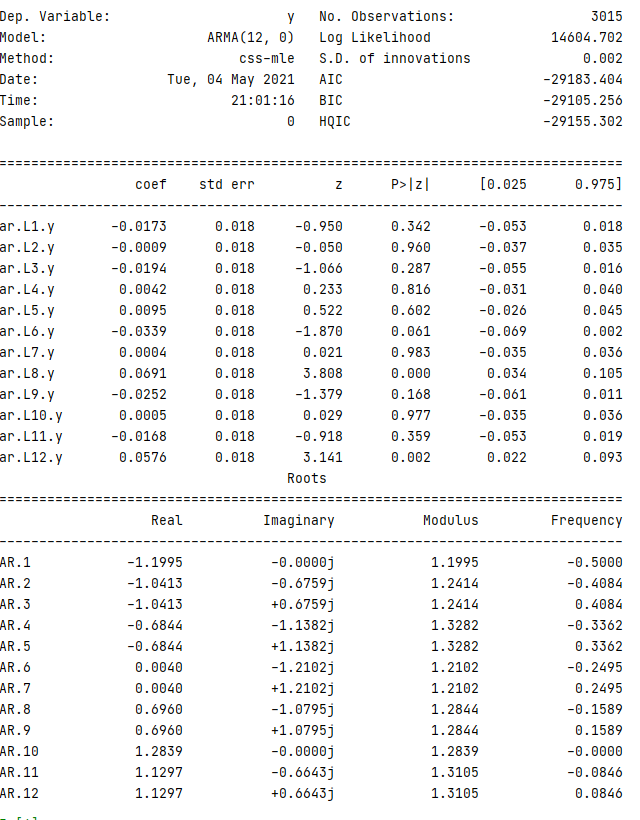 Dep. Variable: y No. Observations: 3015
Model: ARMA(12, 0) Log Likelihood 14604.702
Method: css-mle S.D. of innovations 0.002
Date: Tue, 04 May 2021 AIC -29183.404
Time: 21:01:16 BIC -29105.256
Sample: 0 HQIC -29155.302
==============================================================================
coef std err z P>|z| [0.025 0.975]
------------------------------------------------------------------------------
ar.L1.y -0.0173 0.018 -0.950 0.342 -0.053 0.018
ar.L2.y -0.0009 0.018 -0.050 0.960 -0.037 0.035
ar.L3.y -0.0194 0.018 -1.066 0.287 -0.055 0.016
ar.L4.y 0.0042 0.018 0.233 0.816 -0.031 0.040
ar.L5.y 0.0095 0.018 0.522 0.602 -0.026 0.045
ar.L6.y -0.0339 0.018 -1.870 0.061 -0.069 0.002
ar.L7.y 0.0004 0.018 0.021 0.983 -0.035 0.036
ar.L8.y 0.0691 0.018 3.808 0.000 0.034 0.105
ar.L9.y -0.0252 0.018 -1.379 0.168 -0.061 0.011
ar.L10.y 0.0005 0.018 0.029 0.977 -0.035 0.036
ar.L11.y -0.0168 0.018 -0.918 0.359 -0.053 0.019
ar.L12.y 0.0576 0.018 3.141 0.002 0.022 0.093
Roots
==============================================================================
Real Imaginary Modulus Frequency
------------------------------------------------------------------------------
AR.1 -1.1995 -0.0000j 1.1995 -0.5000
AR.2 -1.0413 -0.6759j 1.2414 -0.4084
AR.3 -1.0413 +0.6759j 1.2414 0.4084
AR.4 -0.6844 -1.1382j 1.3282 -0.3362
AR.5 -0.6844 +1.1382j 1.3282 0.3362
AR.6 0.0040 -1.2102j 1.2102 -0.2495
AR.7 0.0040 +1.2102j 1.2102 0.2495
AR.8 0.6960 -1.0795j 1.2844 -0.1589
AR.9 0.6960 +1.0795j 1.2844 0.1589
AR.10 1.2839 -0.0000j 1.2839 -0.0000
AR.11 1.1297 -0.6643j 1.3105 -0.0846
AR.12 1.1297 +0.6643j 1.3105 0.0846